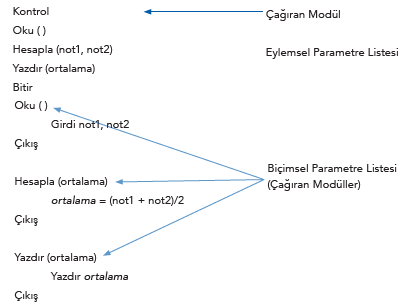 Kontrol
Çağıran Modül
Oku ( )
Hesapla (not1, not2)
Eylemsel Parametre Listesi
Yazdır (ortalama)
Bitir
Oku ( )
Girdi not1, not2
Çıkış
Biçimsel Parametre Listesi
(Çağıran Modüller)
Hesapla (ortalama)
ortalama = (not1 + not2)/2
Çıkış
Yazdır (ortalama)
Yazdır ortalama
Çıkış